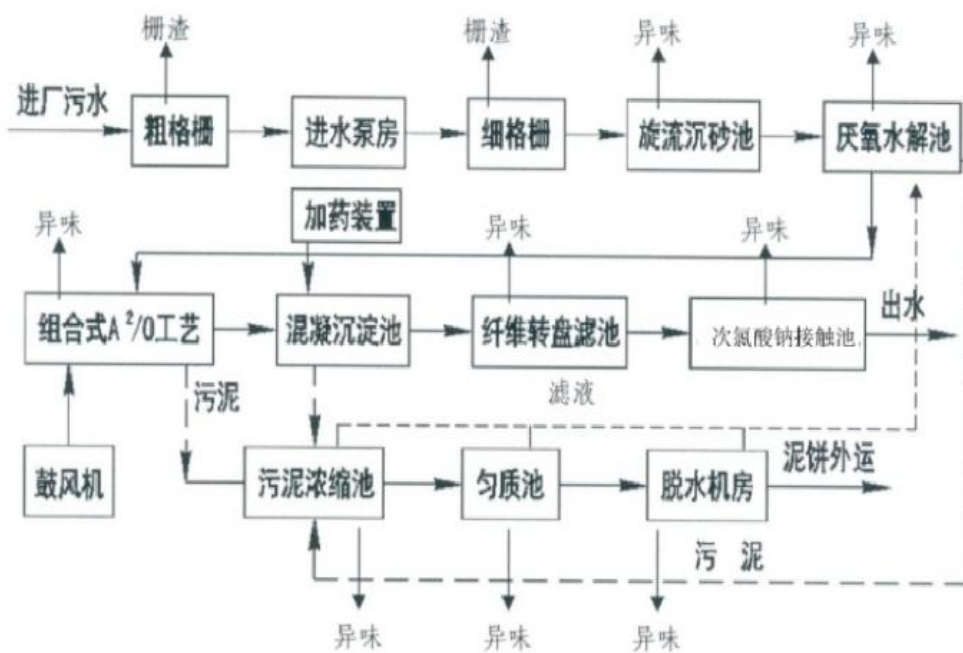 栅渣
栅渣
异味
异味
进厂污水
粗格栅
进水泵房
细格栅
旋流沉砂池
厌氧水解池
异味
加药装置
异味
异味
组合式A²/O工艺
混凝沉淀池
纤维转盘滤池
次氯酸钠接触池
出水
污泥
滤液
鼓风机
污泥浓缩池
匀质池
脱水机房
泥饼外运
污 泥
异味
异味
异味